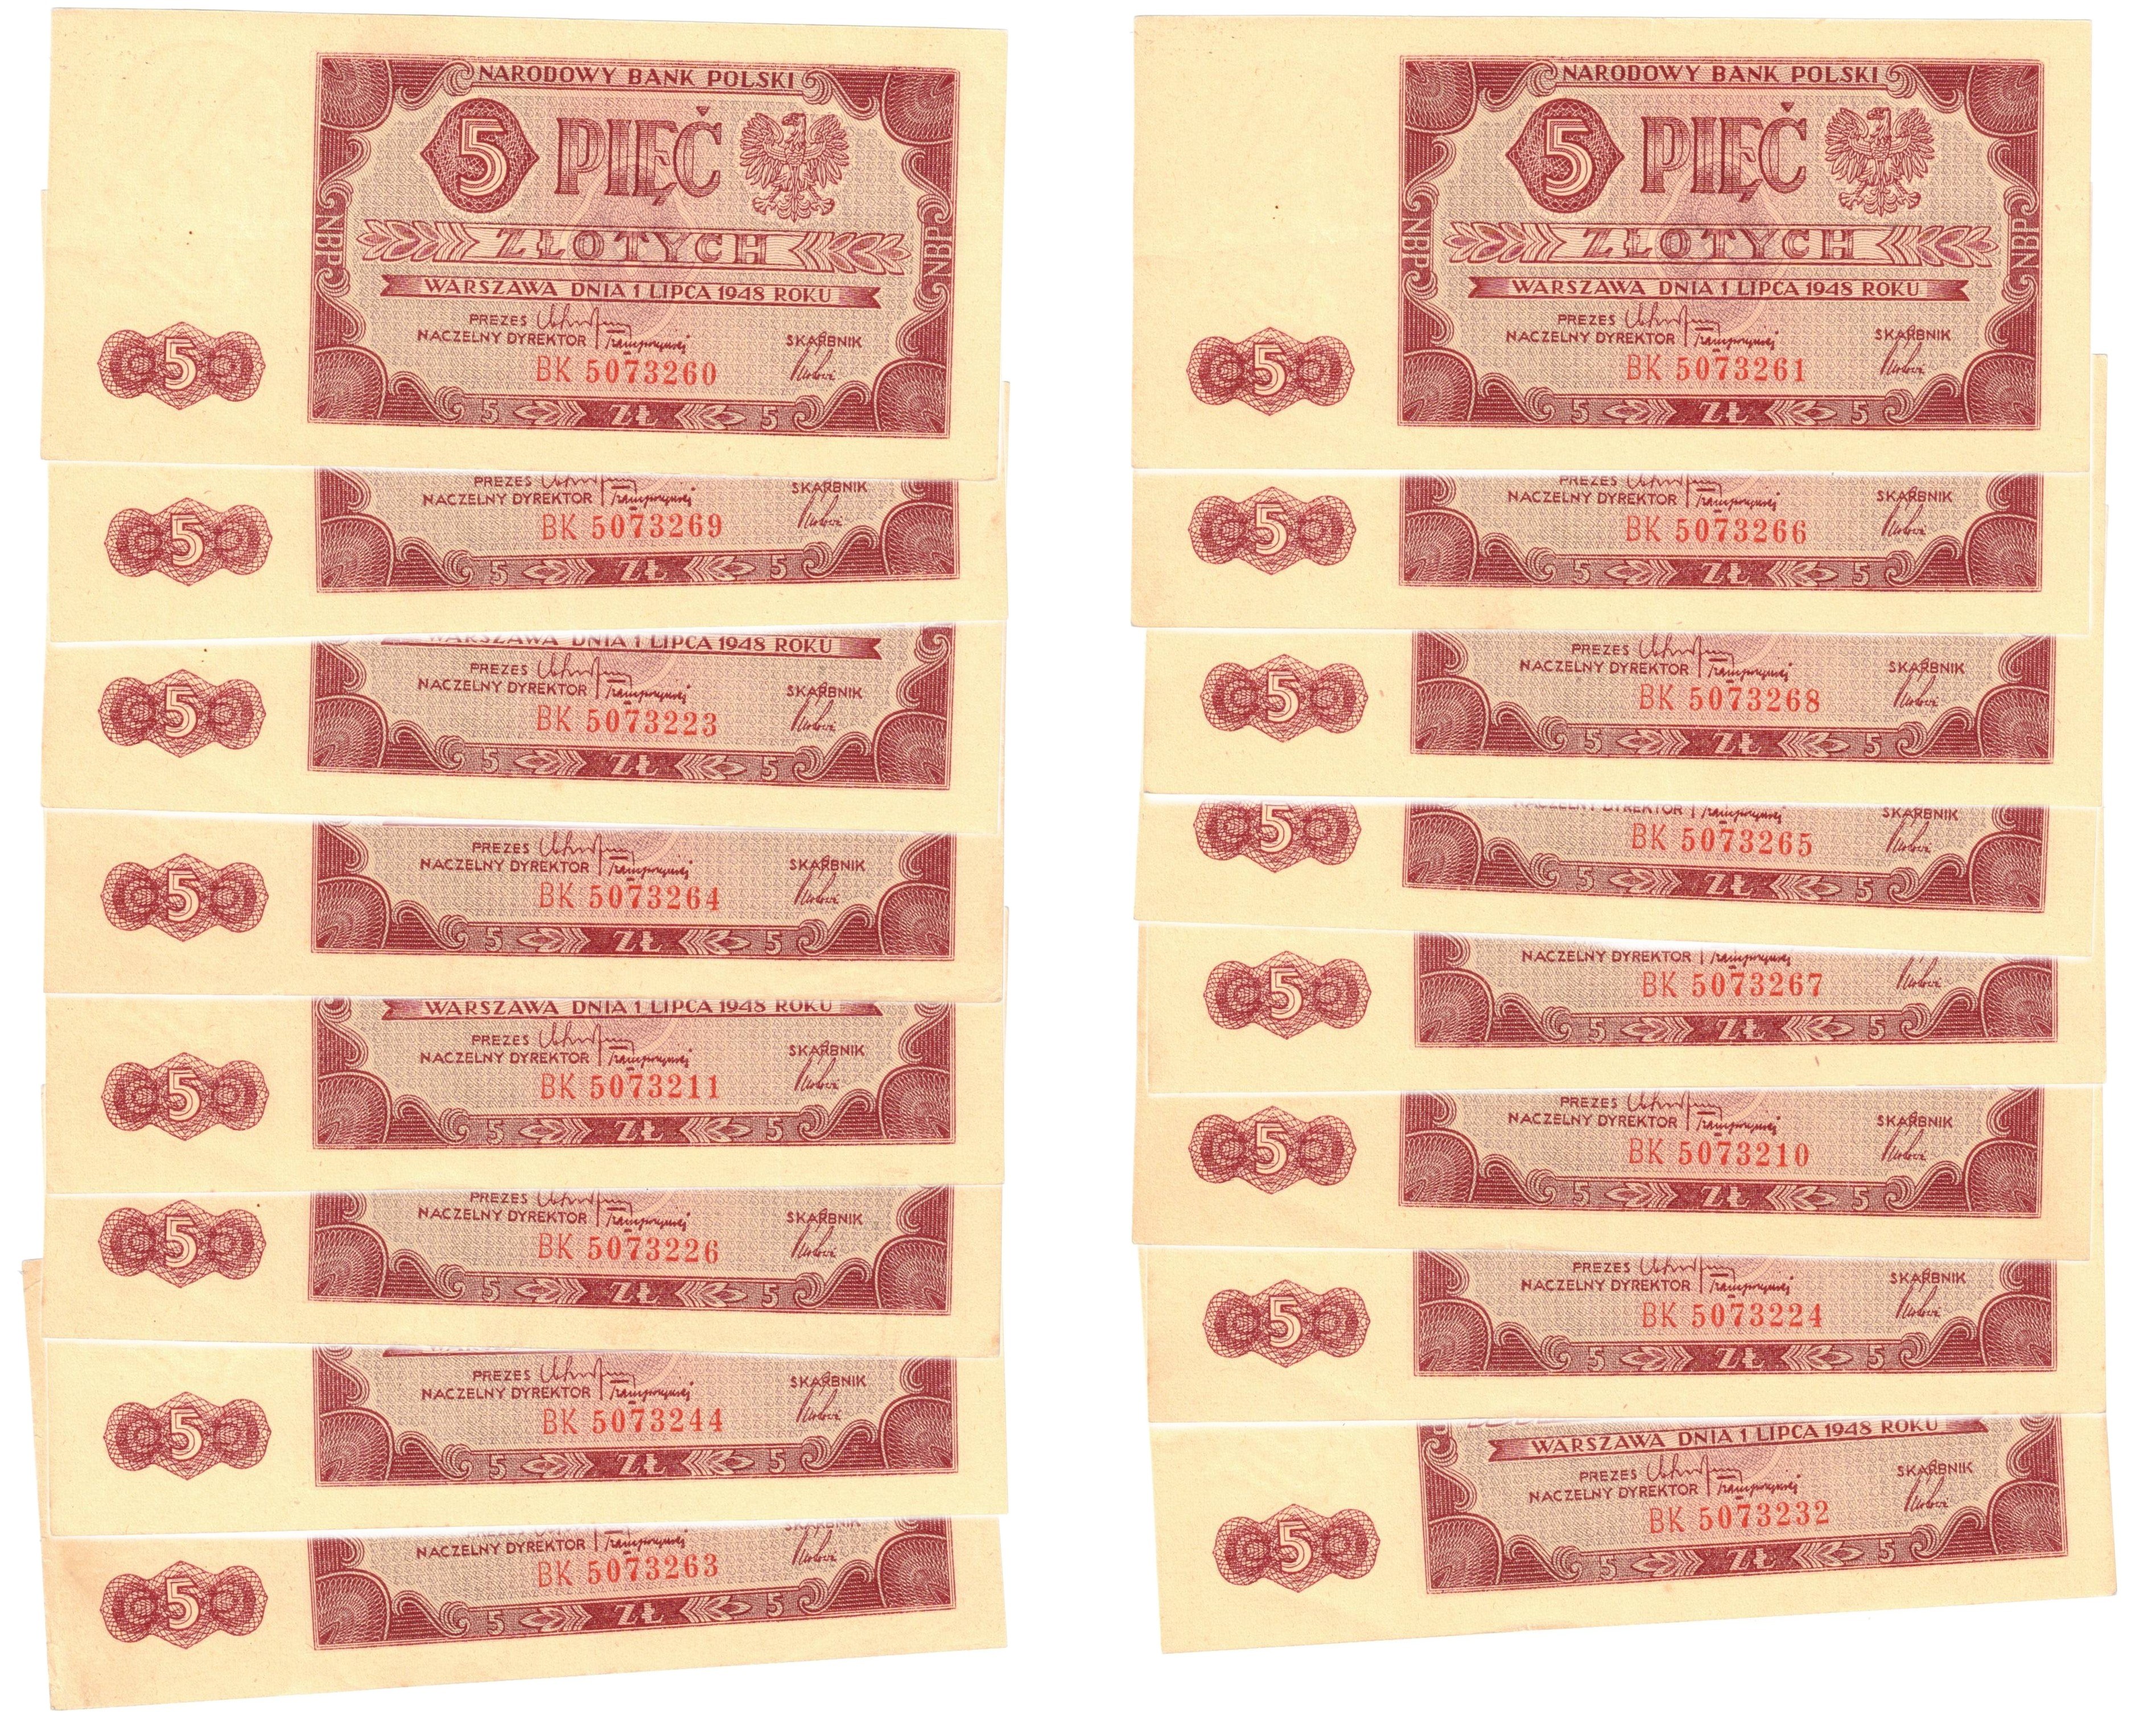 NARODOWY BANK POLSKI
5 PIĘĆ
ZŁOTYCH
NBP NBP
WARSZAWA DNIA 1 LIPCA 1948 ROKU
PREZES
NACZELNY DYREKTOR SKARBNIK
BK 5073260
5
5 ZŁ 5
PREZES
NACZELNY DYREKTOR SKARBNIK
BK 5073269
5
5 ZŁ 5
WARSZAWA DNIA 1 LIPCA 1948 ROKU
PREZES
NACZELNY DYREKTOR SKARBNIK
BK 5073223
5
5 ZŁ 5
PREZES
NACZELNY DYREKTOR SKARBNIK
BK 5073264
5
5 ZŁ 5
WARSZAWA DNIA 1 LIPCA 1948 ROKU
PREZES
NACZELNY DYREKTOR SKARBNIK
BK 5073211
5
5 ZŁ 5
PREZES
NACZELNY DYREKTOR SKARBNIK
BK 5073226
5
5 ZŁ 5
PREZES
NACZELNY DYREKTOR SKARBNIK
BK 5073244
5
5 ZŁ 5
PREZES
NACZELNY DYREKTOR SKARBNIK
BK 5073263
5
5 ZŁ 5
NARODOWY BANK POLSKI
5 PIĘĆ
ZŁOTYCH
NBP NBP
WARSZAWA DNIA 1 LIPCA 1948 ROKU
PREZES
NACZELNY DYREKTOR SKARBNIK
BK 5073261
5
5 ZŁ 5
PREZES
NACZELNY DYREKTOR SKARBNIK
BK 5073266
5
5 ZŁ 5
PREZES
NACZELNY DYREKTOR SKARBNIK
BK 5073268
5
5 ZŁ 5
NACZELNY DYREKTOR SKARBNIK
BK 5073265
5
5 ZŁ 5
NACZELNY DYREKTOR
BK 5073267
5
5 ZŁ 5
PREZES
NACZELNY DYREKTOR SKARBNIK
BK 5073210
5
5 ZŁ 5
PREZES
NACZELNY DYREKTOR SKARBNIK
BK 5073224
5
5 ZŁ 5
WARSZAWA DNIA 1 LIPCA 1948 ROKU
PREZES
NACZELNY DYREKTOR SKARBNIK
BK 5073232
5
5 ZŁ 5